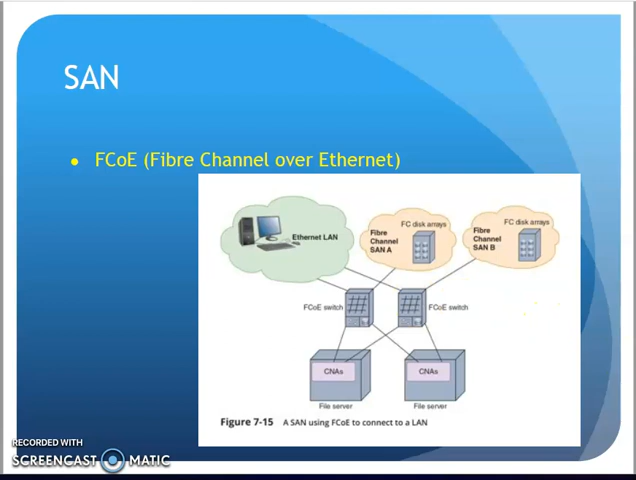 SAN
● FCoE (Fibre Channel over Ethernet)
Ethernet LAN
FC disk arrays
Fibre
Channel
SAN A
FC disk arrays
Fibre
Channel
SAN B
FCoE switch
FCoE switch
CNAs
CNAs
File server
File server
Figure 7-15 A SAN using FCoE to connect to a LAN
RECORDED WITH
SCREENCAST MATIC